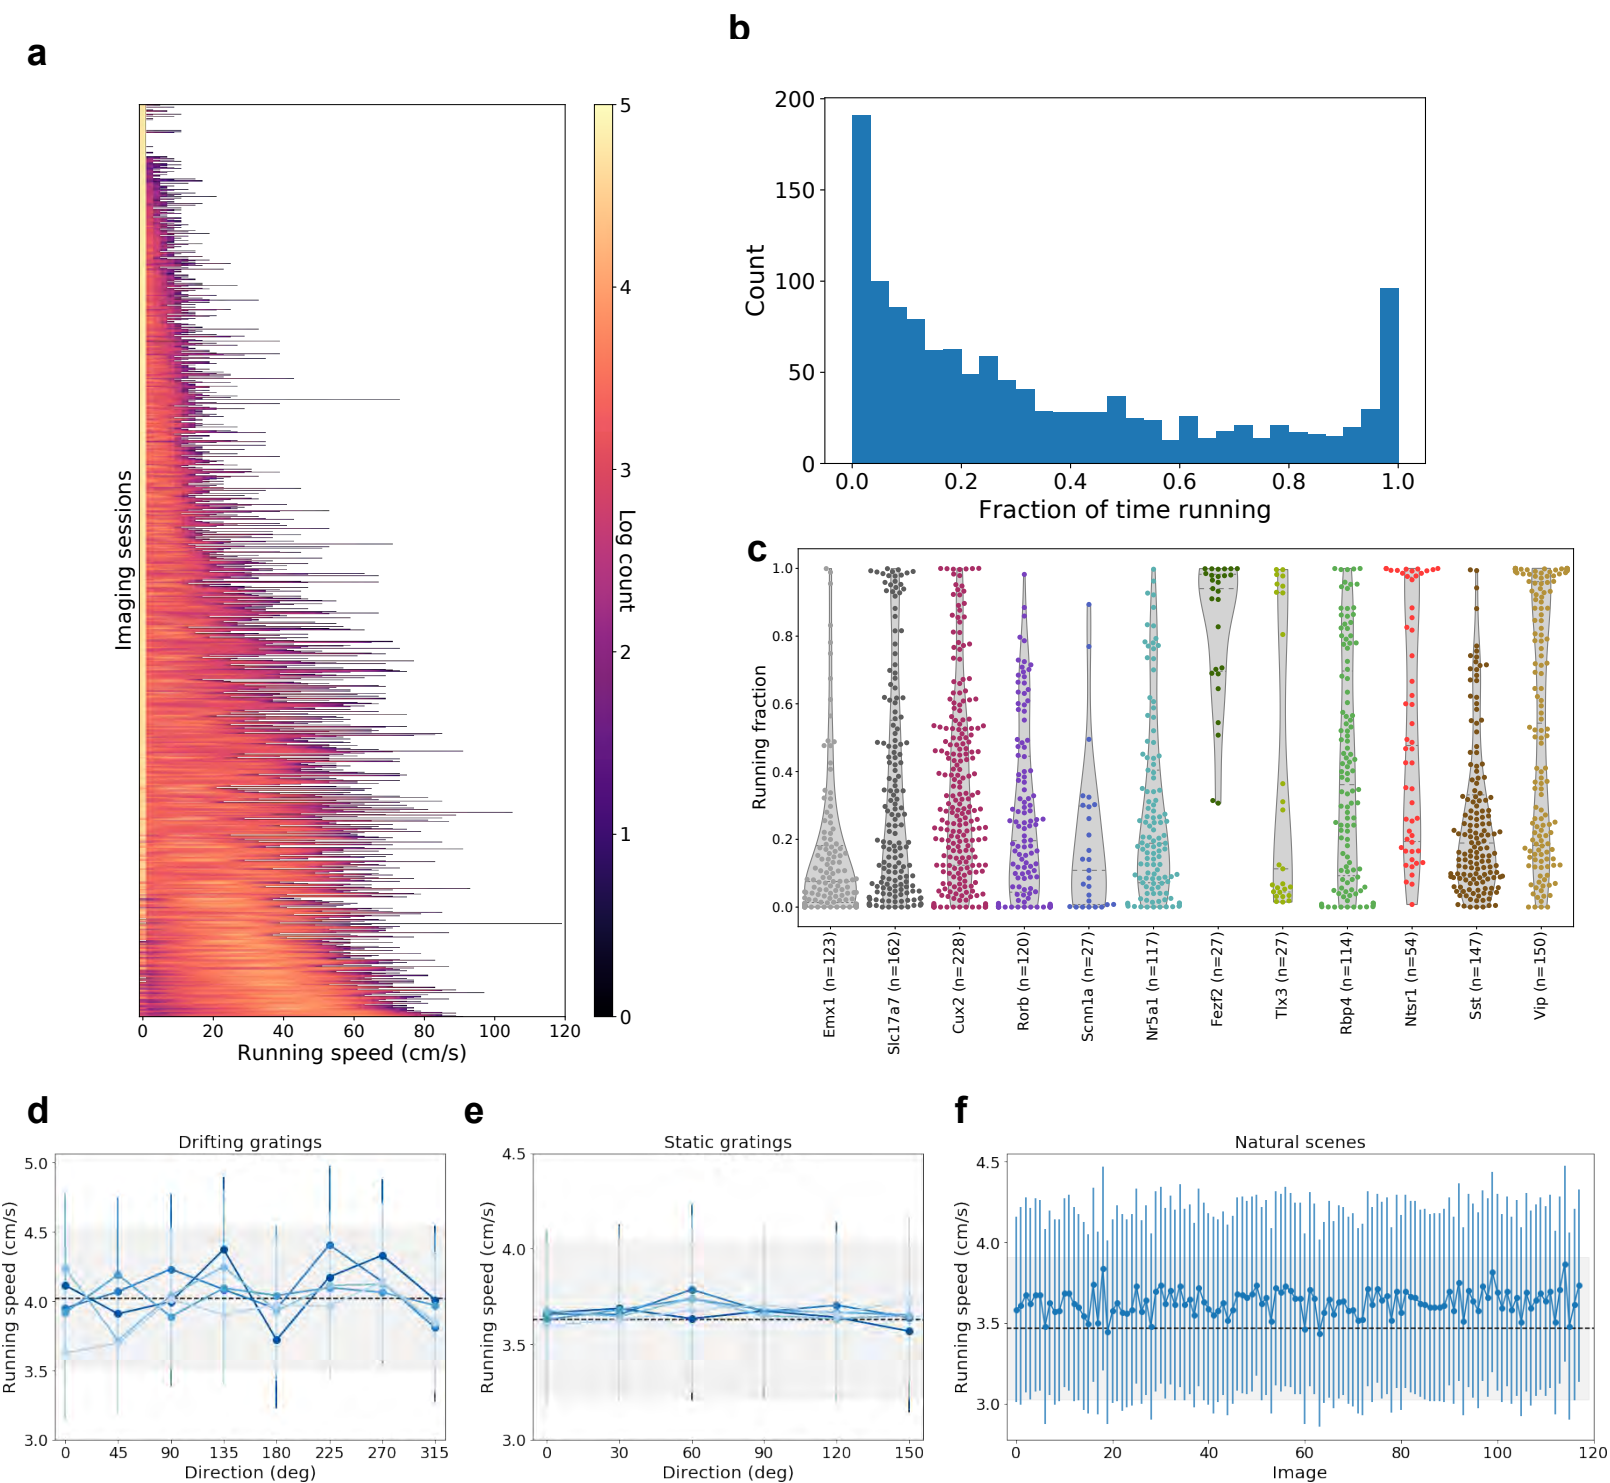 a
Imaging sessions
0 20 40 60 80 100 120
Running speed (cm/s)
5
4
3
2
1
0
Log count
b
200
150
100
50
0
Count
0.0 0.2 0.4 0.6 0.8 1.0
Fraction of time running
c
1.0
0.8
0.6
0.4
0.2
0.0
Running fraction
Emx1 (n=123)
Slc17a7 (n=162)
Cux2 (n=228)
Rorb (n=120)
Scnn1a (n=27)
Nr5a1 (n=117)
Fezf2 (n=27)
Tlx3 (n=27)
Rbp4 (n=114)
Ntsr1 (n=54)
Sst (n=147)
Vip (n=150)
d
Drifting gratings
5.0
4.5
4.0
3.5
3.0
Running speed (cm/s)
0 45 90 135 180 225 270 315
Direction (deg)
e
Static gratings
4.5
4.0
3.5
3.0
Running speed (cm/s)
0 30 60 90 120 150
Direction (deg)
f
Natural scenes
4.5
4.0
3.5
3.0
Running speed (cm/s)
0 20 40 60 80 100 120
Image